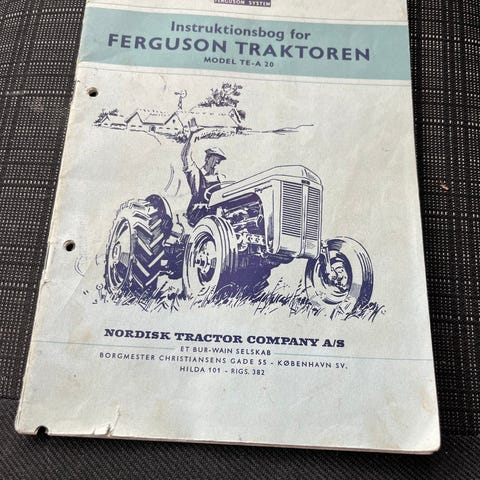 FERGUSON SYSTEM
Instruktionsbog for
FERGUSON TRAKTOREN
MODEL TE-A 20
NORDISK TRACTOR COMPANY A/S
ET BUR-WAIN SELSKAB
BORGMESTER CHRISTIANSENS GADE 55 - KØBENHAVN SV.
HILDA 101 - RIGS. 382